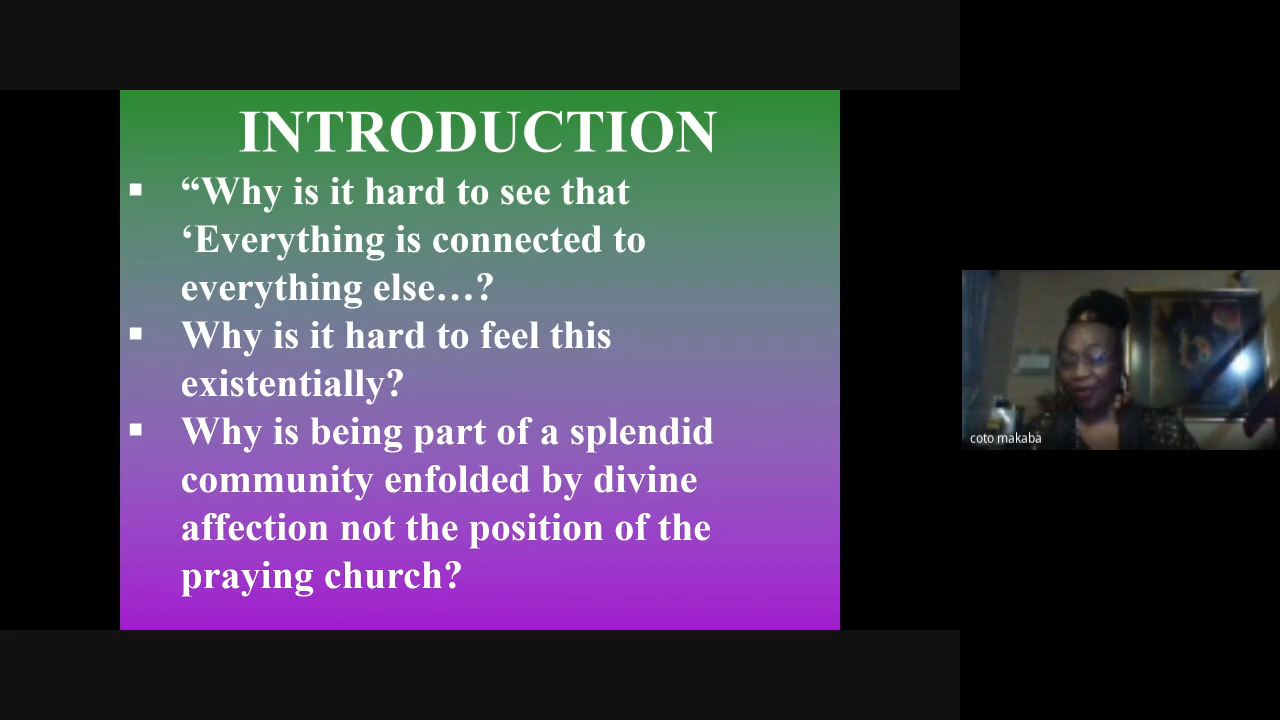 INTRODUCTION
▪ “Why is it hard to see that
‘Everything is connected to
everything else…?
▪ Why is it hard to feel this
existentially?
▪ Why is being part of a splendid
community enfolded by divine
affection not the position of the
praying church?
coto makaba